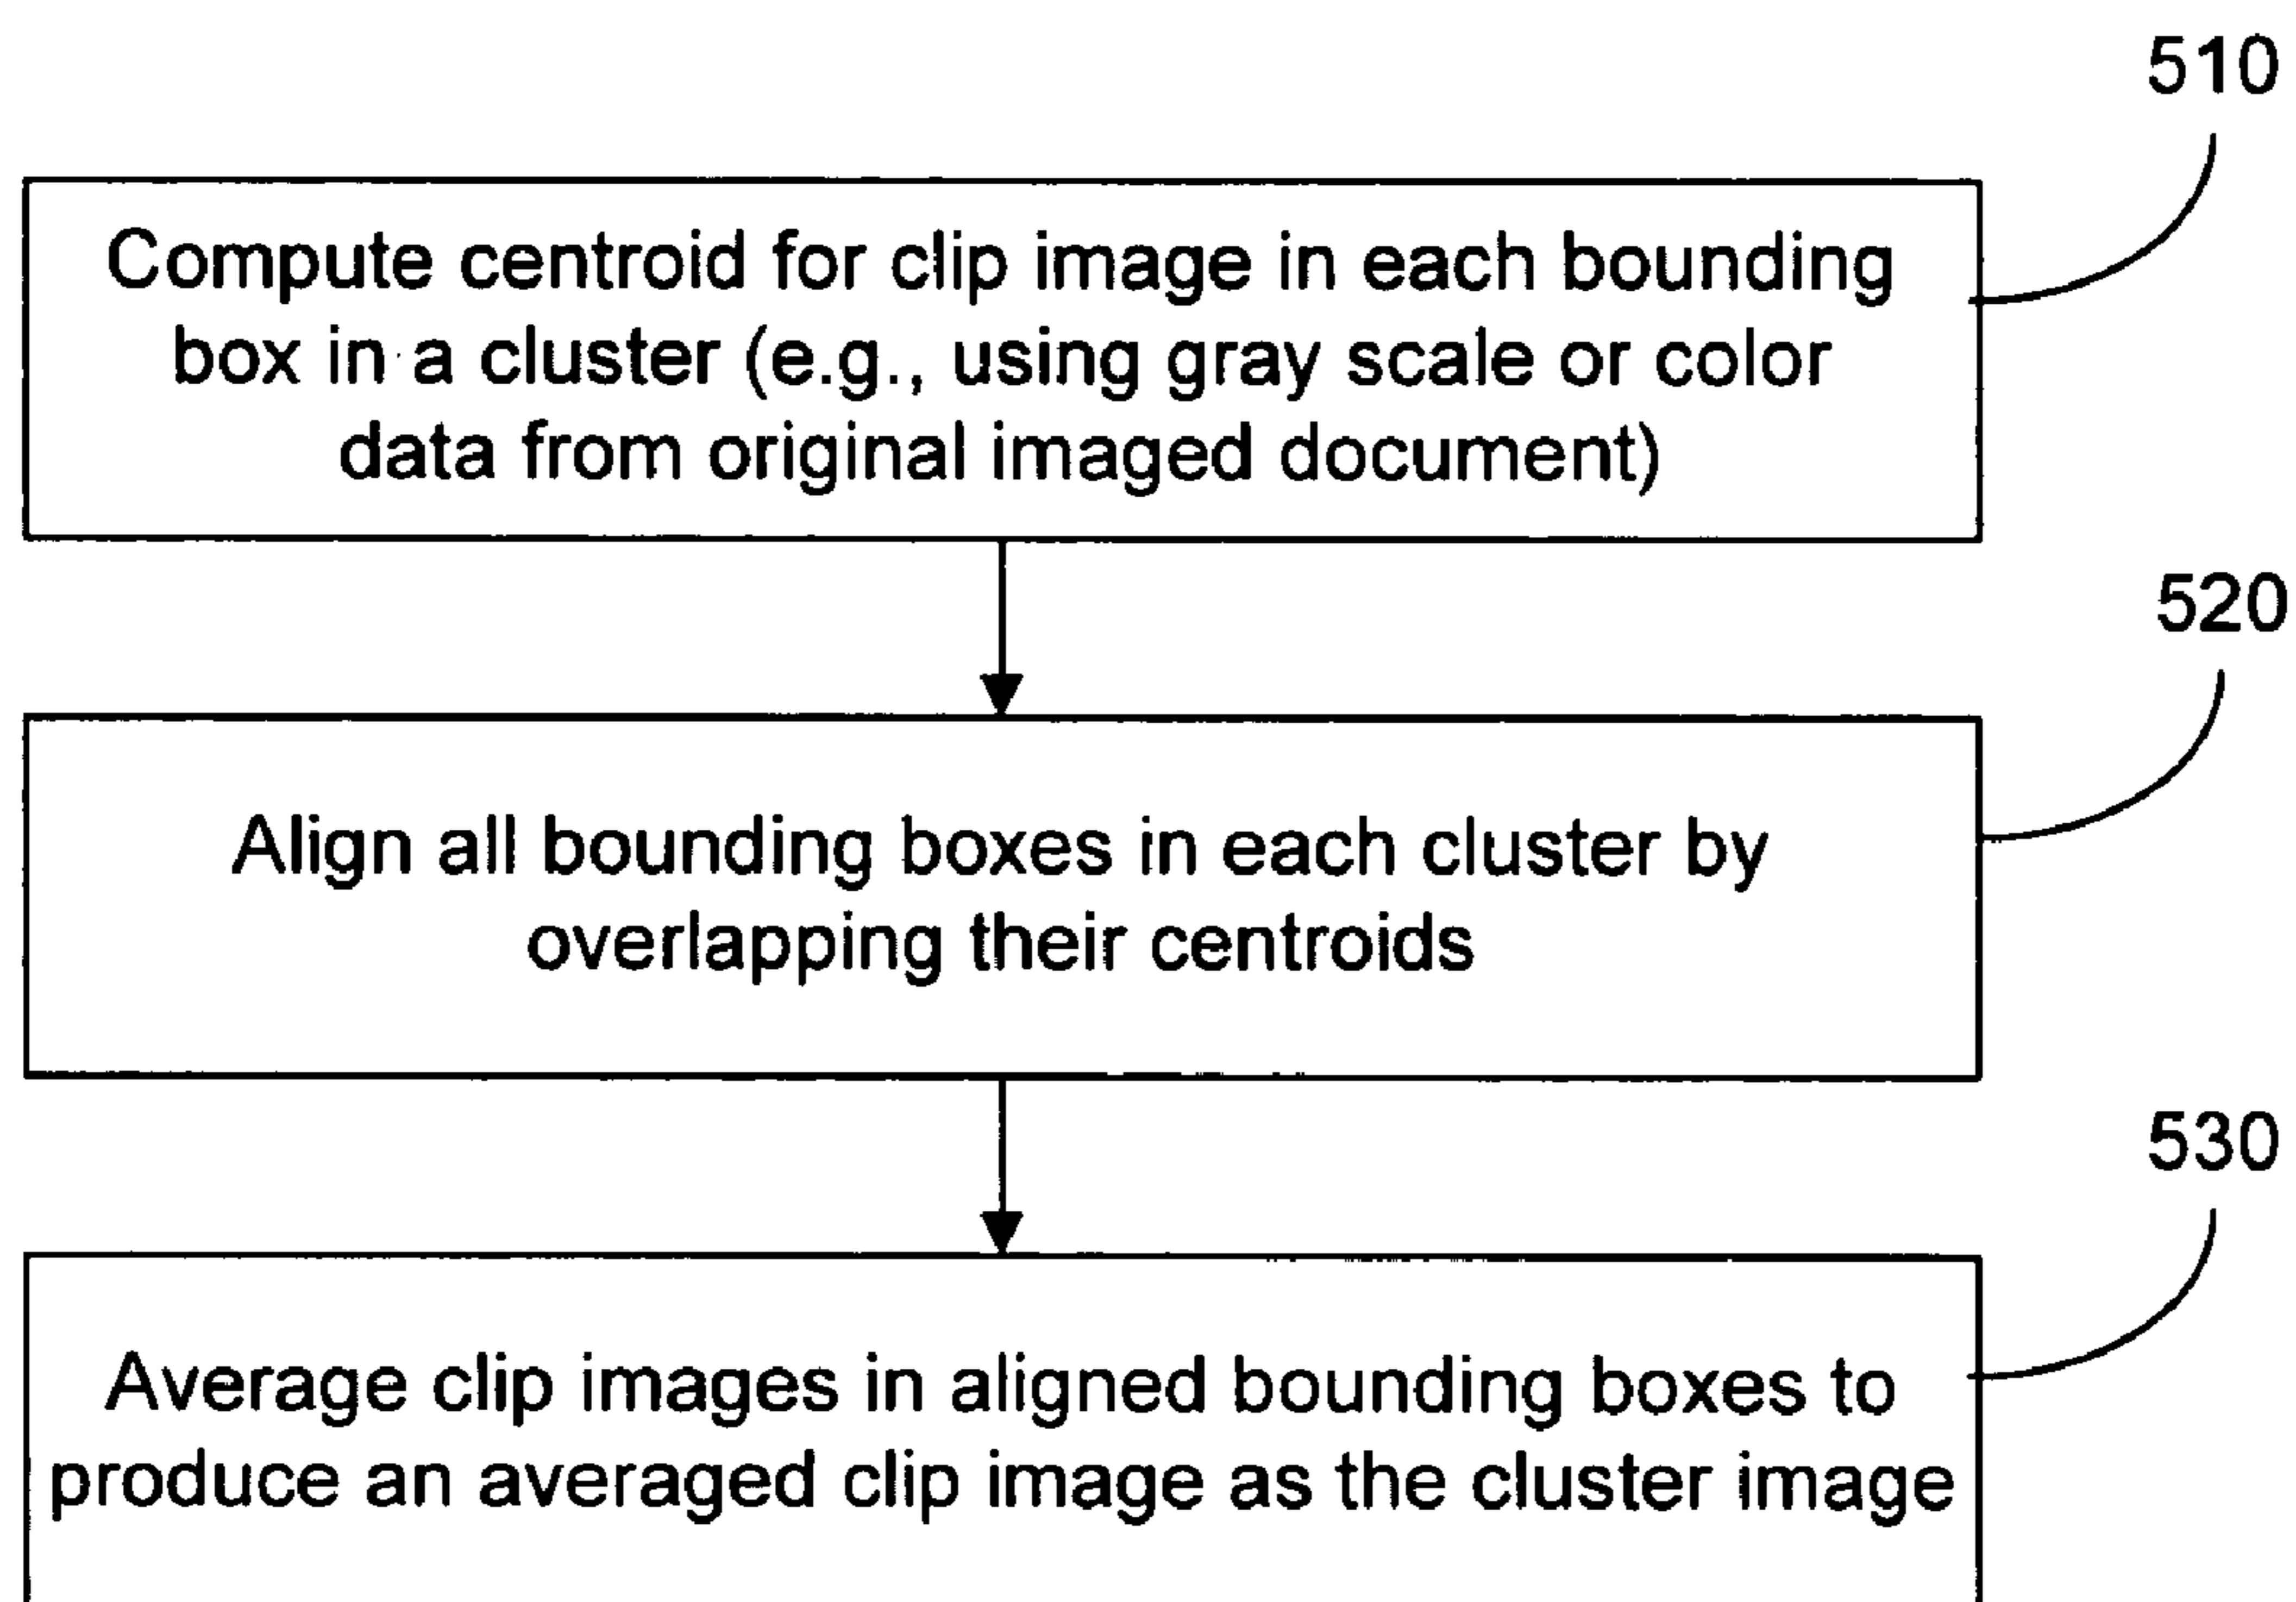 510
Compute centroid for clip image in each bounding
box in a cluster (e.g., using gray scale or color
data from original imaged document)
520
Align all bounding boxes in each cluster by
overlapping their centroids
530
Average clip images in aligned bounding boxes to
produce an averaged clip image as the cluster image